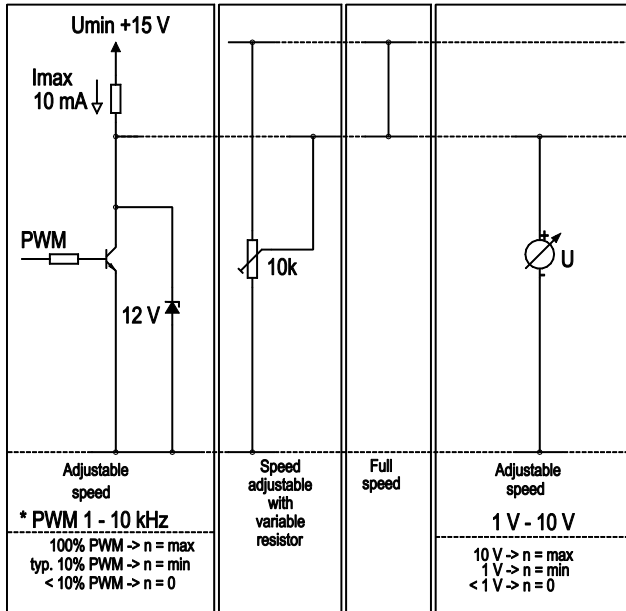 Umin +15 V
Imax
10 mA
PWM
12 V
10k
+
U
-
Adjustable
speed
* PWM 1 - 10 kHz
100% PWM -> n = max
typ. 10% PWM -> n = min
< 10% PWM -> n = 0
Speed
adjustable
with
variable
resistor
Full
speed
Adjustable
speed
1 V - 10 V
10 V -> n = max
1 V -> n = min
< 1 V -> n = 0